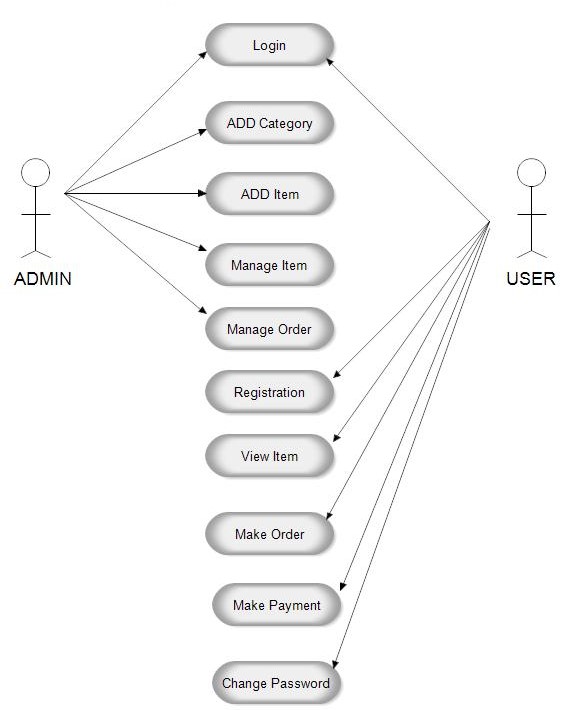 Login
ADD Category
ADD Item
ADMIN
USER
Manage Item
Manage Order
Registration
View Item
Make Order
Make Payment
Change Password